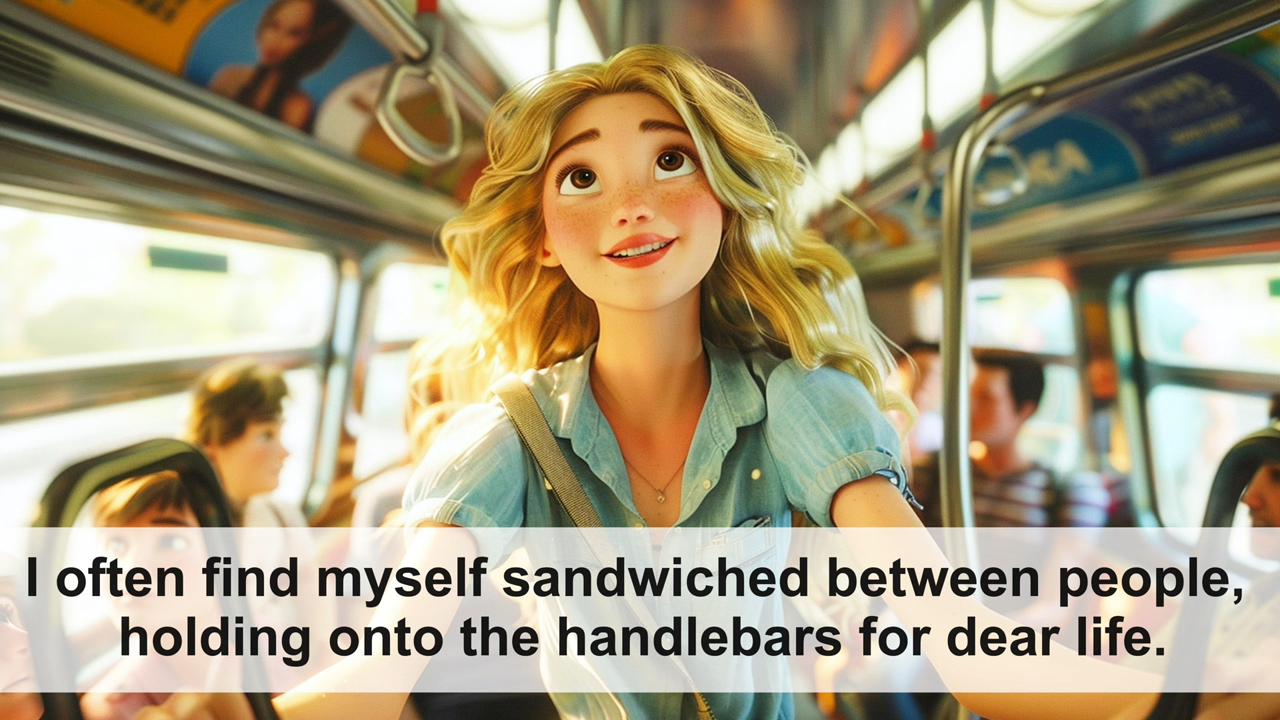 I often find myself sandwiched between people,
holding onto the handlebars for dear life.